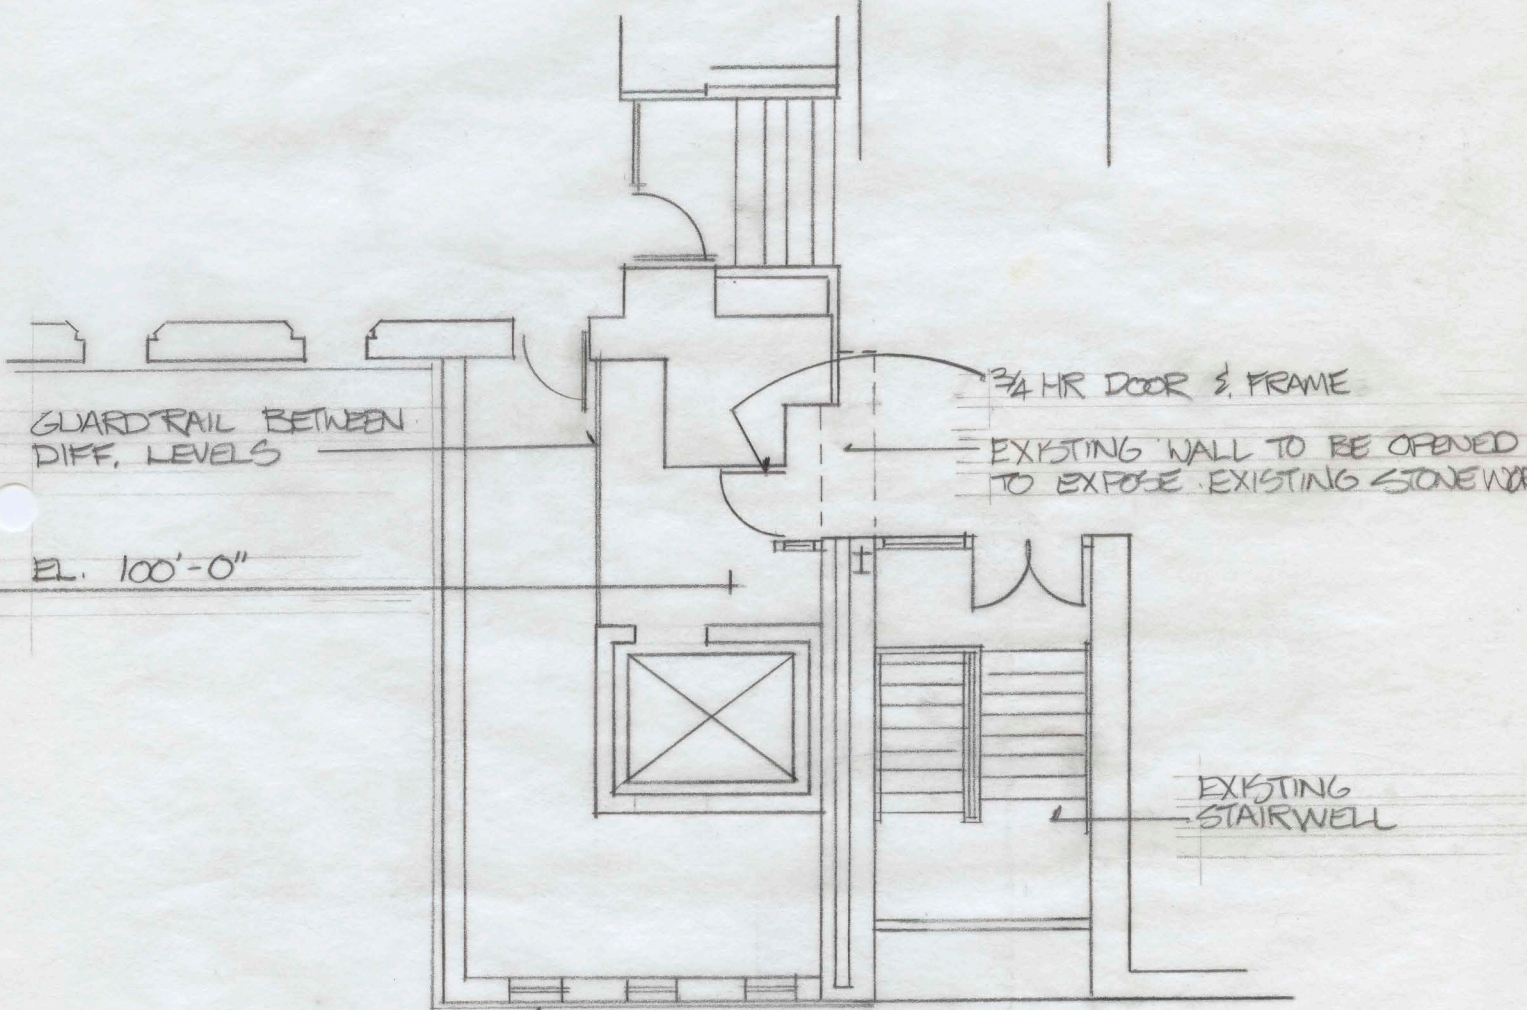 3/4 HR DOOR & FRAME
GUARDRAIL BETWEEN
DIFF. LEVELS
EXISTING WALL TO BE OPENED
TO EXPOSE EXISTING
EL. 100'-0"
EXISTING
STAIRWELL